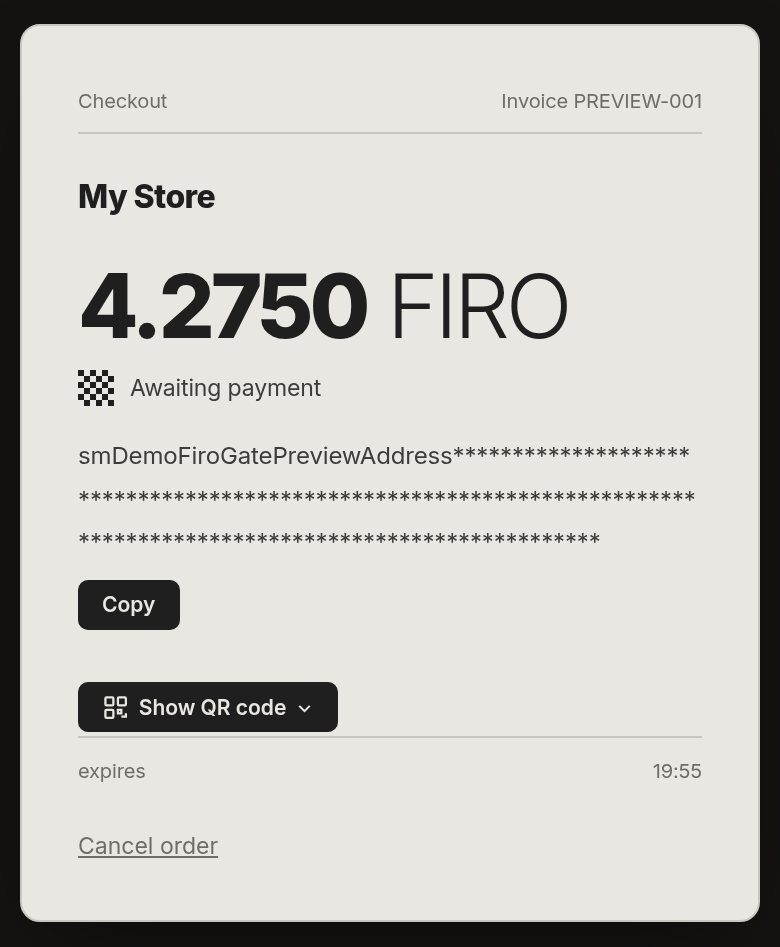 Checkout
Invoice PREVIEW-001
My Store
4.2750 FIRO
Awaiting payment
smDemoFiroGatePreviewAddress********************
****************************************************
********************************************
Copy
Show QR code
expires
19:55
Cancel order